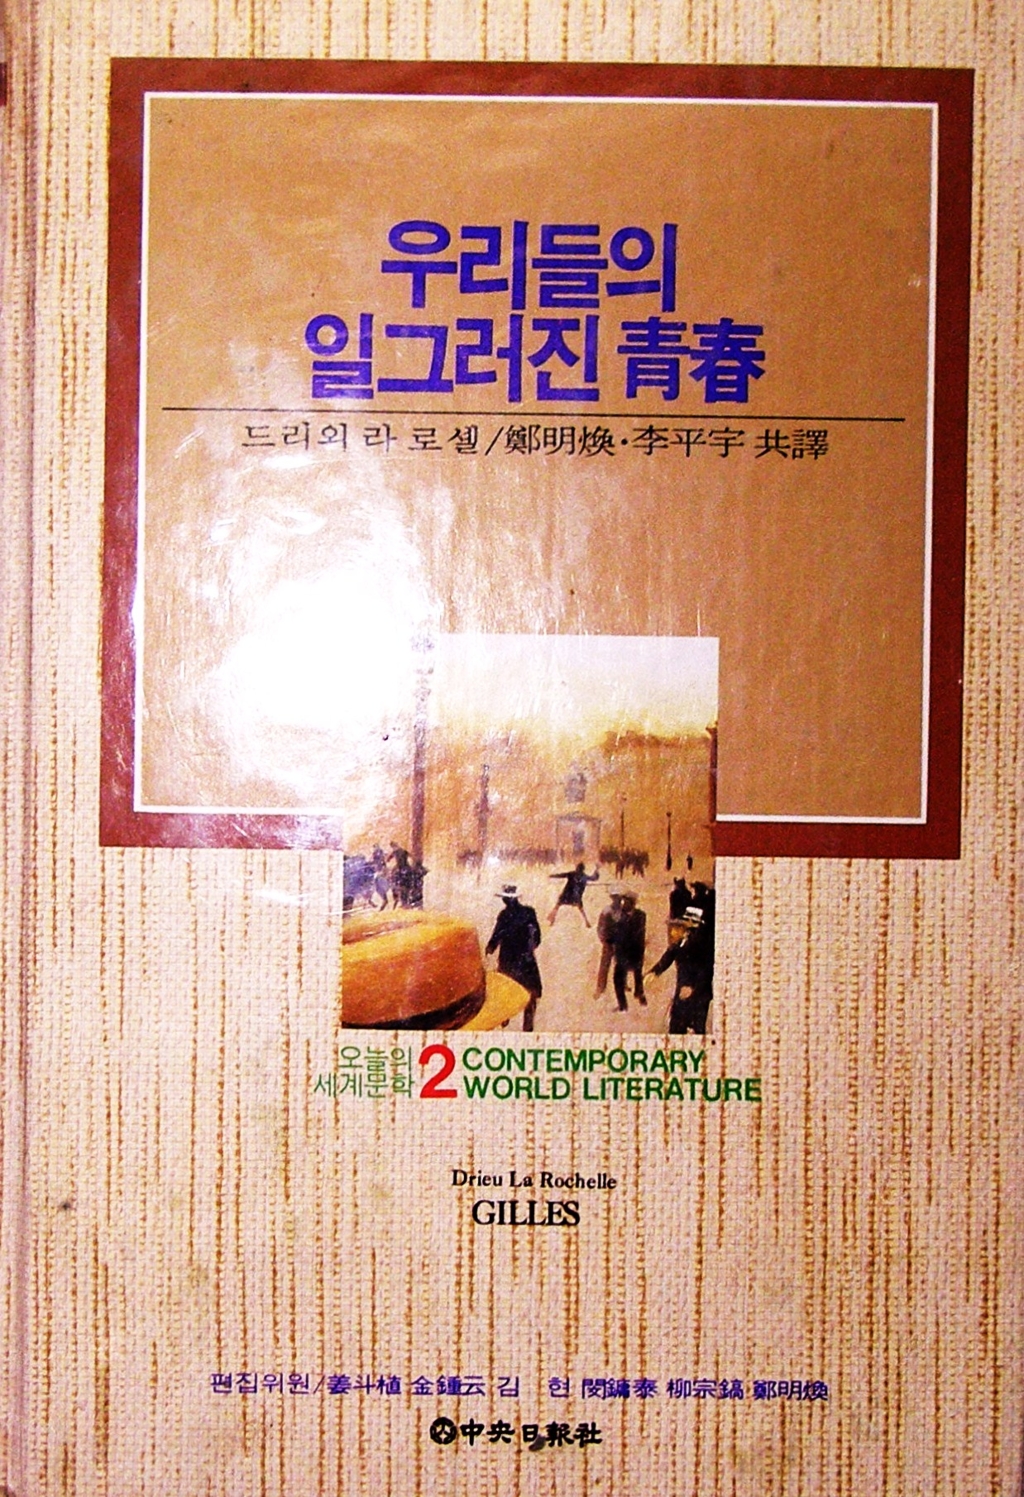 우리들의
일그러진 青春
드리외 라 로셸/鄭明煥·李平宇 共譯
오늘의
세계문학
2
CONTEMPORARY
WORLD LITERATURE
Drieu La Rochelle
GILLES
편집위원/姜斗植 金鍾云 김 현 閔鏞泰 柳宗鎬 鄭明煥
中央日報社